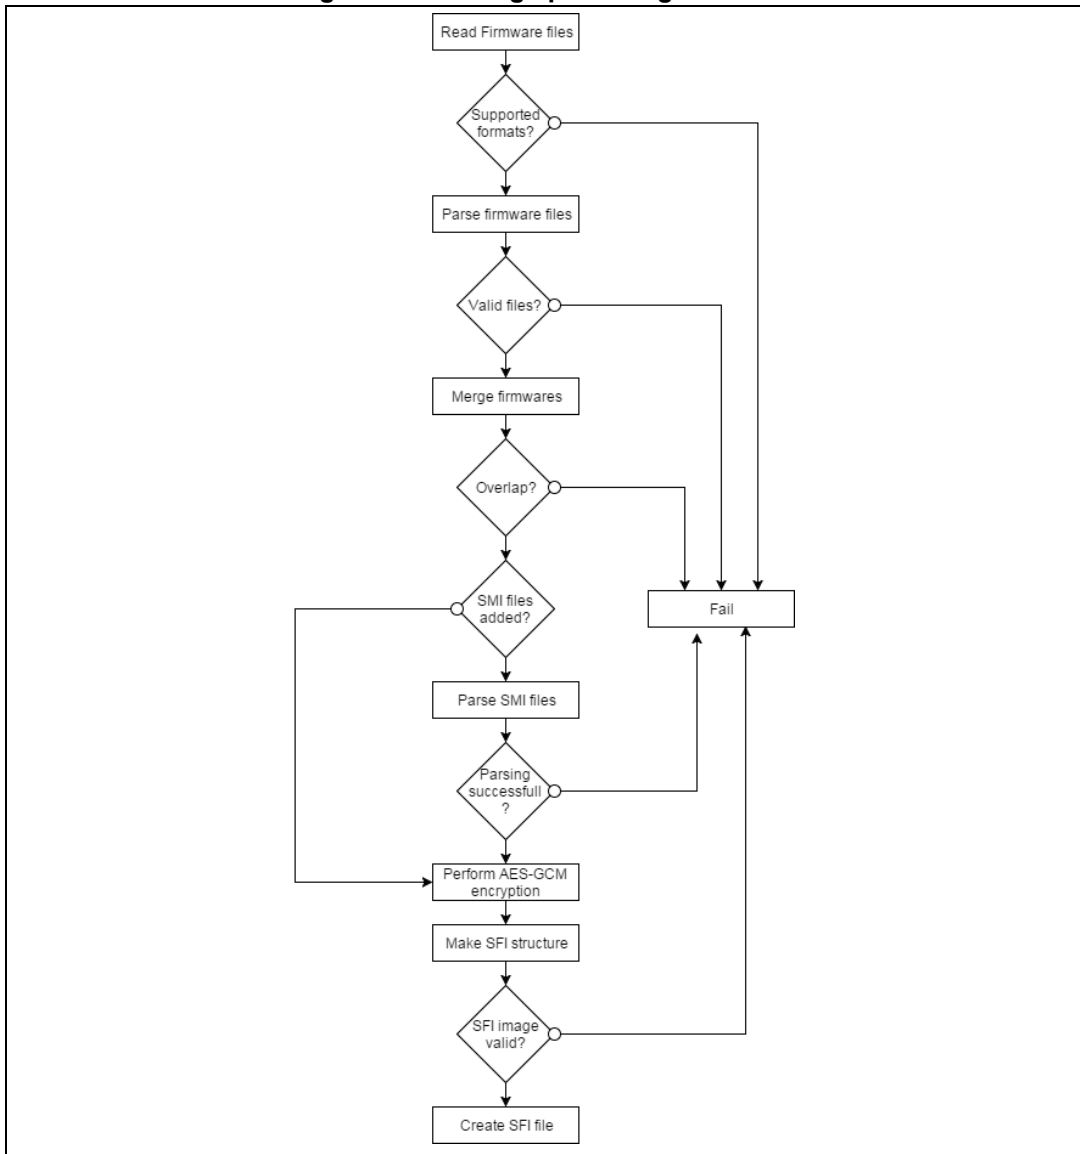 Read Firmware files
Supported
formats?
Parse firmware files
Valid files?
Merge firmwares
Overlap?
SMI files
added?
Fail
Parse SMI files
Parsing
successfull
?
Perform AES-GCM
encryption
Make SFI structure
SFI image
valid?
Create SFI file